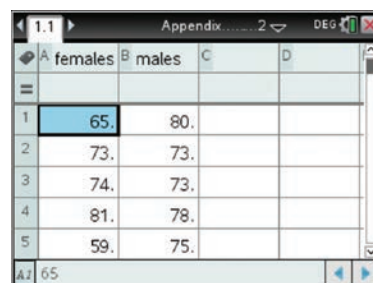 1.1 Appendix......2 DEG
A females B males C D
=
1 65. 80.
2 73. 73.
3 74. 73.
4 81. 78.
5 59. 75.
A1 65